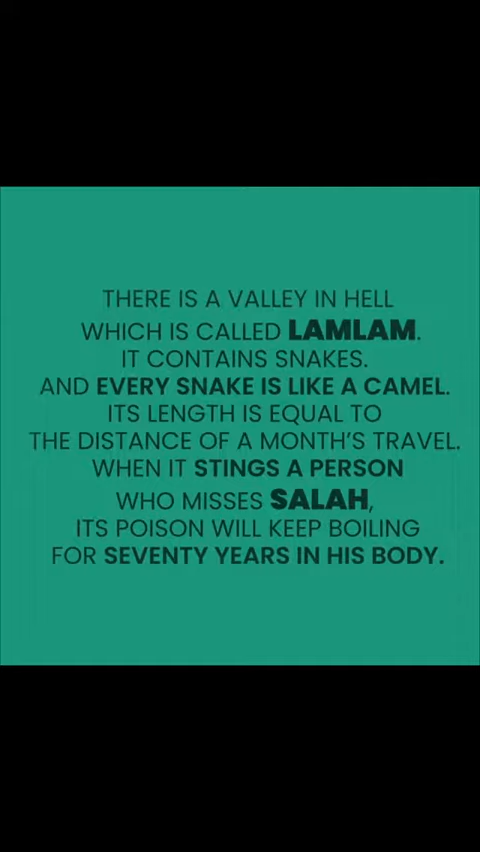 THERE IS A VALLEY IN HELL
WHICH IS CALLED LAMLAM.
IT CONTAINS SNAKES.
AND EVERY SNAKE IS LIKE A CAMEL.
ITS LENGTH IS EQUAL TO
THE DISTANCE OF A MONTH'S TRAVEL.
WHEN IT STINGS A PERSON
WHO MISSES SALAH,
ITS POISON WILL KEEP BOILING
FOR SEVENTY YEARS IN HIS BODY.